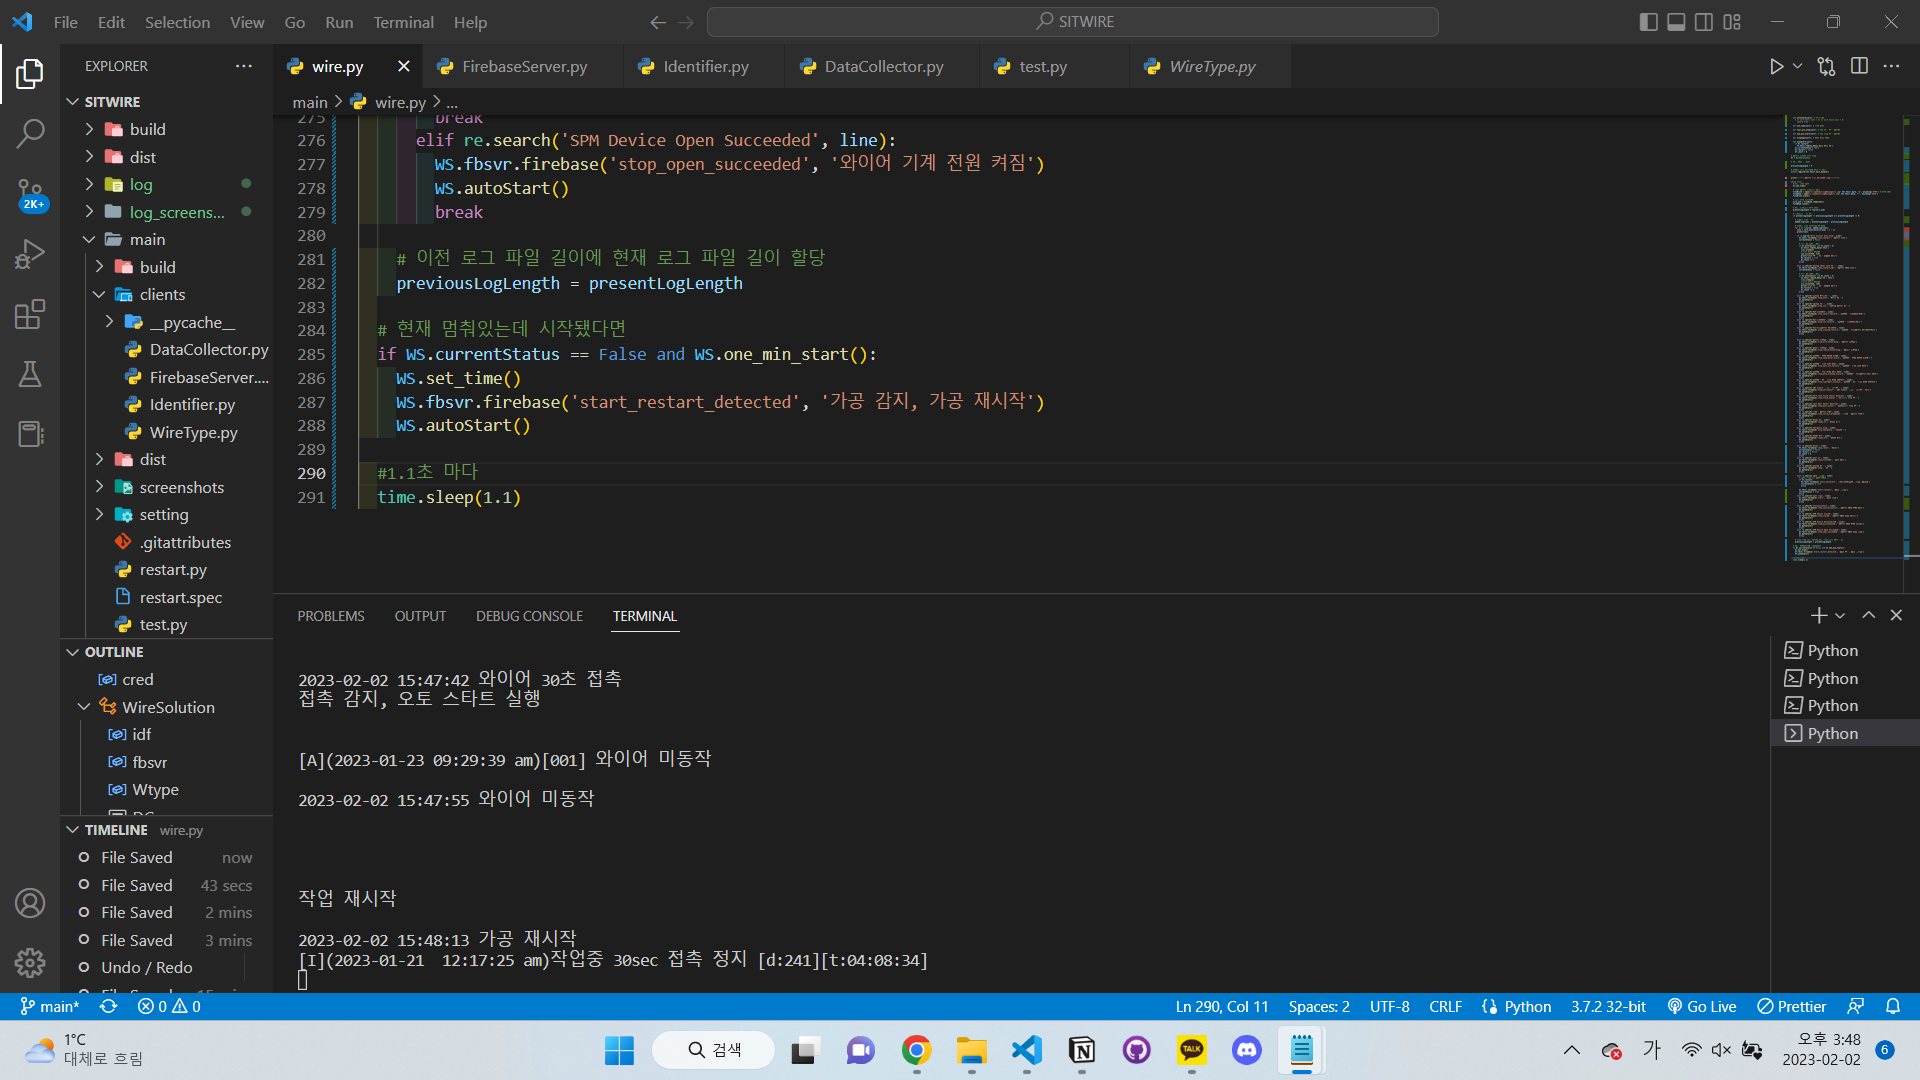 File Edit Selection View Go Run Terminal Help
SITWIRE
EXPLORER
SITWIRE
build
dist
log
log_screens...
main
build
clients
__pycache__
DataCollector.py
FirebaseServer....
Identifier.py
WireType.py
dist
screenshots
setting
.gitattributes
restart.py
restart.spec
test.py
OUTLINE
cred
WireSolution
idf
fbsvr
Wtype
TIMELINE wire.py
File Saved now
File Saved 43 secs
File Saved 2 mins
File Saved 3 mins
Undo / Redo
2K+
wire.py FirebaseServer.py Identifier.py DataCollector.py test.py WireType.py
main > wire.py > ...
275 break
276 elif re.search('SPM Device Open Succeeded', line):
277 WS.fbsvr.firebase('stop_open_succeeded', '와이어 기계 전원 켜짐')
278 WS.autoStart()
279 break
280
281 # 이전 로그 파일 길이에 현재 로그 파일 길이 할당
282 previousLogLength = presentLogLength
283
284 # 현재 멈춰있는데 시작됐다면
285 if WS.currentStatus == False and WS.one_min_start():
286 WS.set_time()
287 WS.fbsvr.firebase('start_restart_detected', '가공 감지, 가공 재시작')
288 WS.autoStart()
289
290 #1.1초 마다
291 time.sleep(1.1)
PROBLEMS OUTPUT DEBUG CONSOLE TERMINAL
2023-02-02 15:47:42 와이어 30초 접촉
접촉 감지, 오토 스타트 실행
[A](2023-01-23 09:29:39 am)[001] 와이어 미동작
2023-02-02 15:47:55 와이어 미동작
작업 재시작
2023-02-02 15:48:13 가공 재시작
[I](2023-01-21  12:17:25 am)작업중 30sec 접촉 정지 [d:241][t:04:08:34]
Python
Python
Python
Python
main* 0 0 Ln 290, Col 11 Spaces: 2 UTF-8 CRLF Python 3.7.2 32-bit Go Live Prettier
1°C
대체로 흐림
검색
TALK
가
오후 3:48
2023-02-02
6